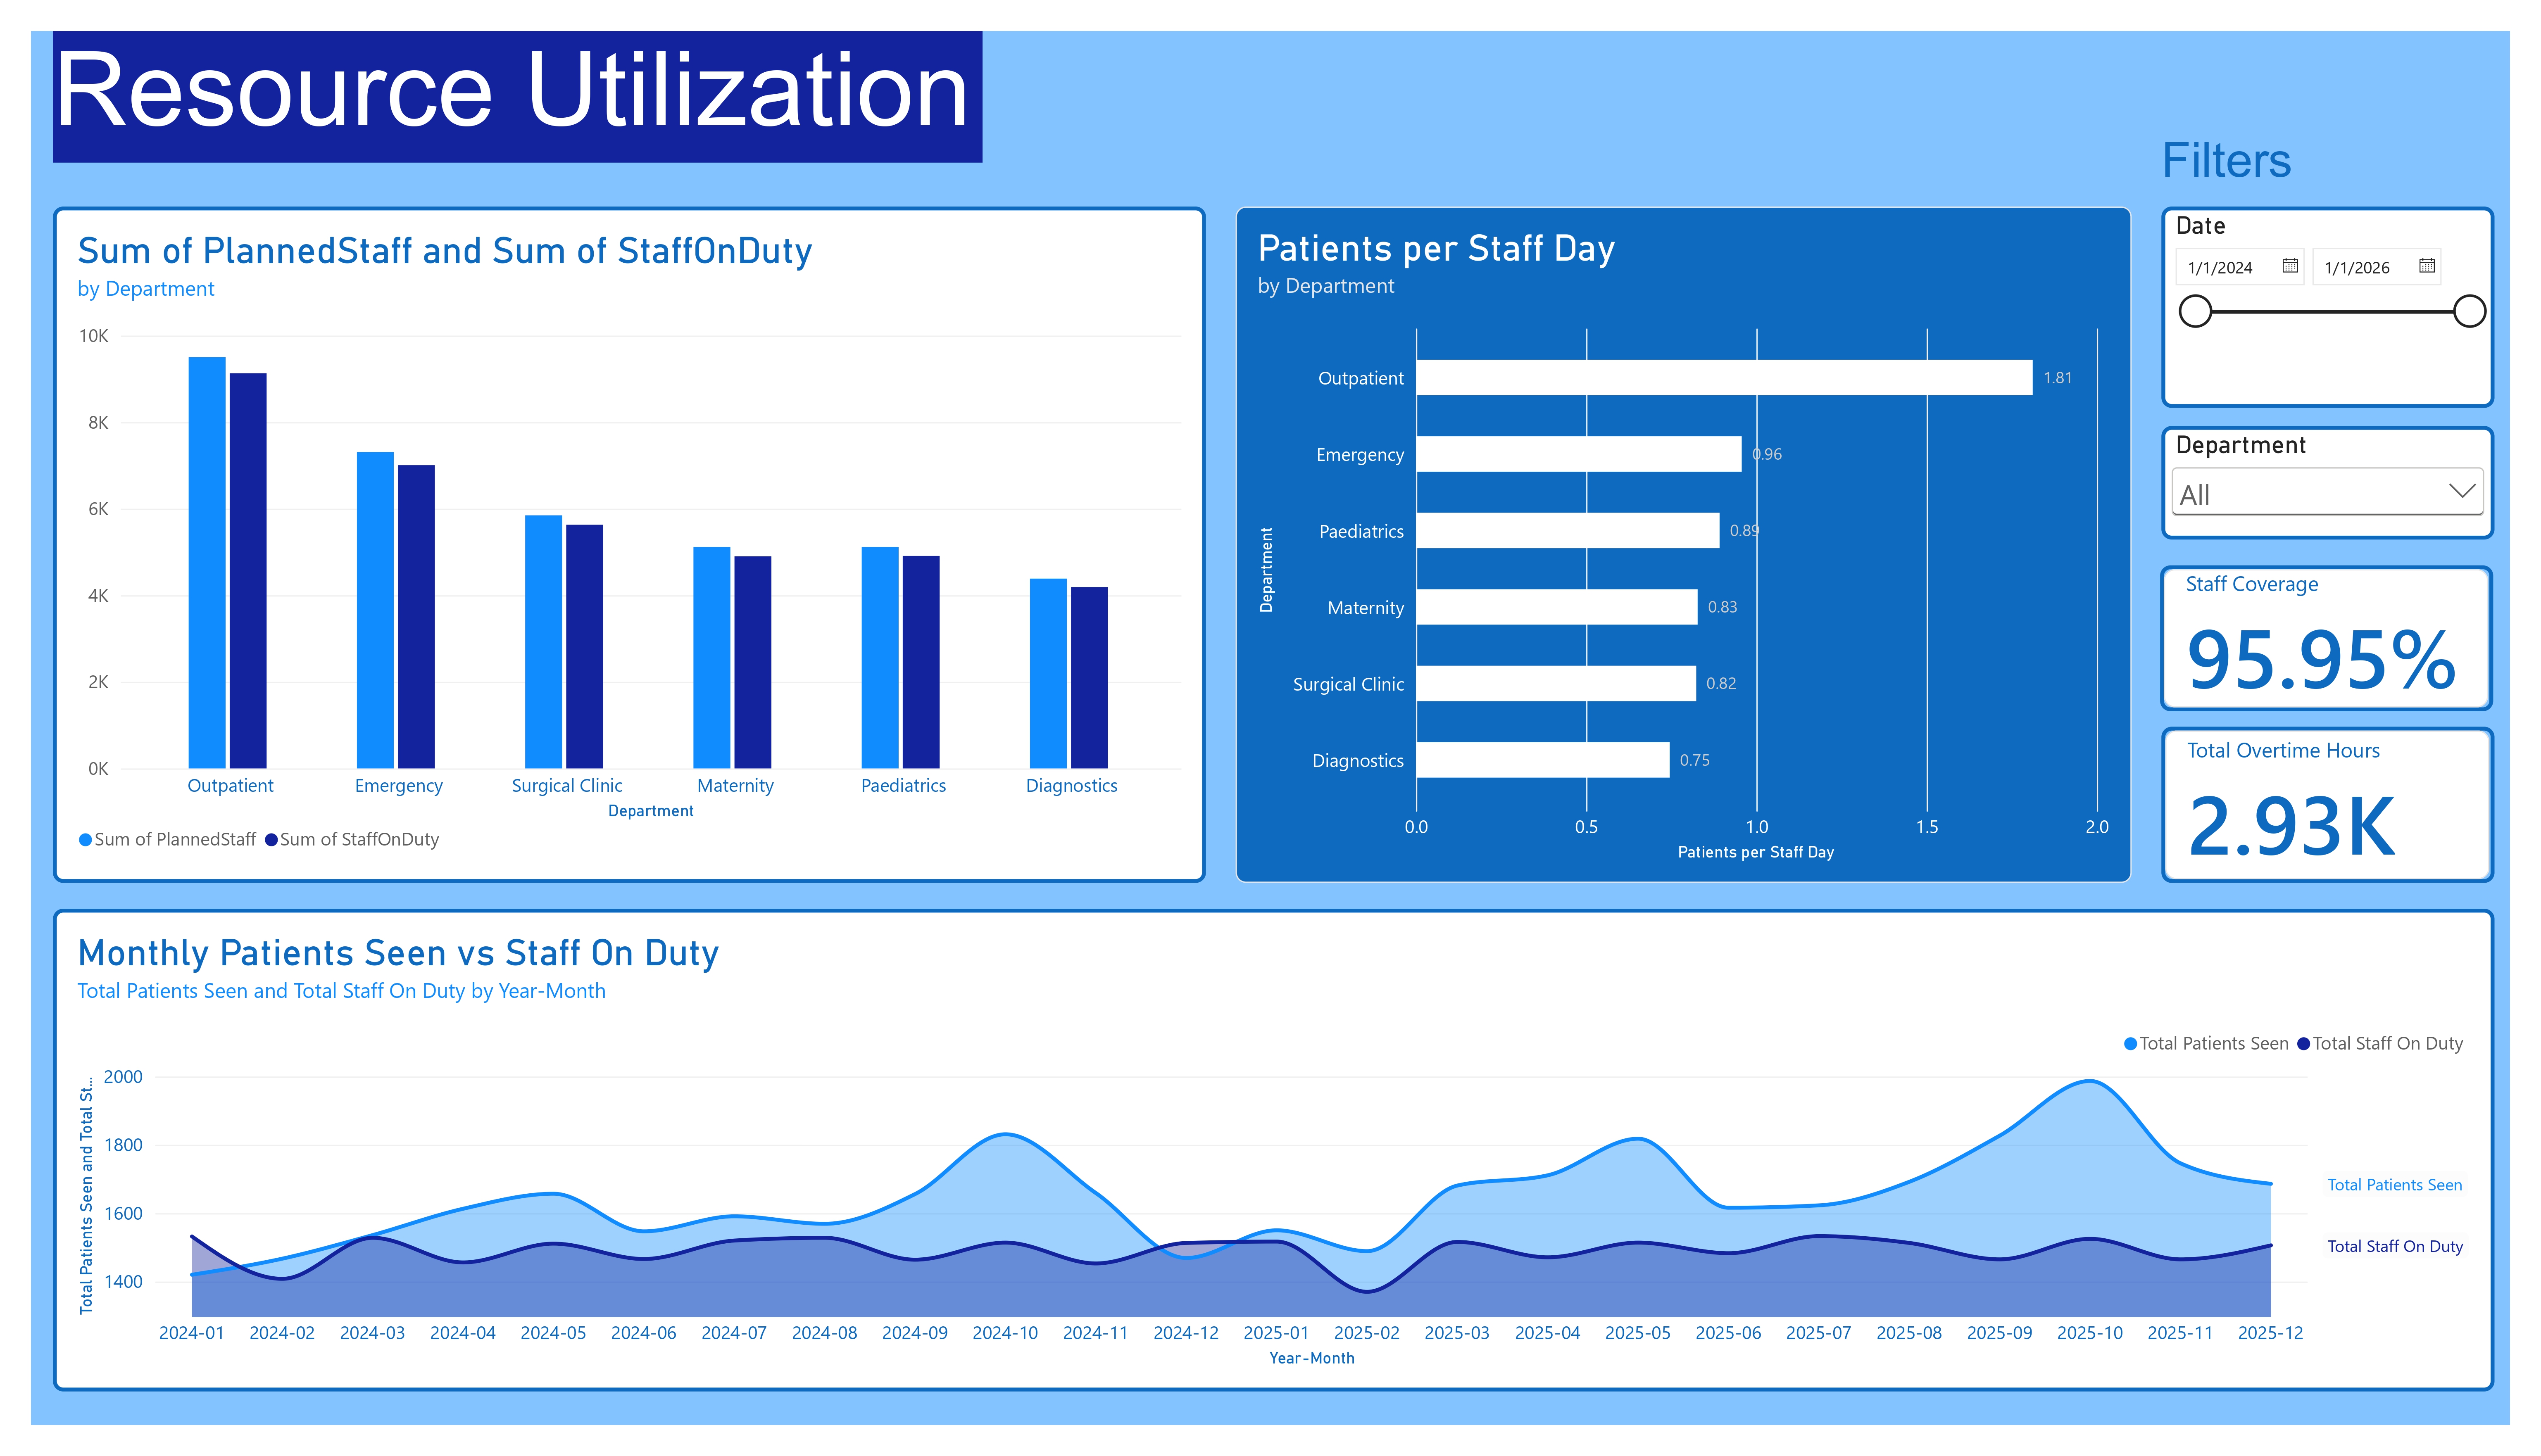 Resource Utilization
Filters
Sum of PlannedStaff and Sum of StaffOnDuty
by Department
10K
8K
6K
4K
2K
0K
Outpatient Emergency Surgical Clinic Maternity Paediatrics Diagnostics
Department
Sum of PlannedStaff Sum of StaffOnDuty
Patients per Staff Day
by Department
Department
Outpatient 1.81
Emergency 0.96
Paediatrics 0.89
Maternity 0.83
Surgical Clinic 0.82
Diagnostics 0.75
0.0 0.5 1.0 1.5 2.0
Patients per Staff Day
Date
1/1/2024 1/1/2026
Department
All
Staff Coverage
95.95%
Total Overtime Hours
2.93K
Monthly Patients Seen vs Staff On Duty
Total Patients Seen and Total Staff On Duty by Year-Month
Total Patients Seen Total Staff On Duty
Total Patients Seen and Total St...
2000
1800
1600
1400
Total Patients Seen
Total Staff On Duty
2024-01 2024-02 2024-03 2024-04 2024-05 2024-06 2024-07 2024-08 2024-09 2024-10 2024-11 2024-12 2025-01 2025-02 2025-03 2025-04 2025-05 2025-06 2025-07 2025-08 2025-09 2025-10 2025-11 2025-12
Year-Month